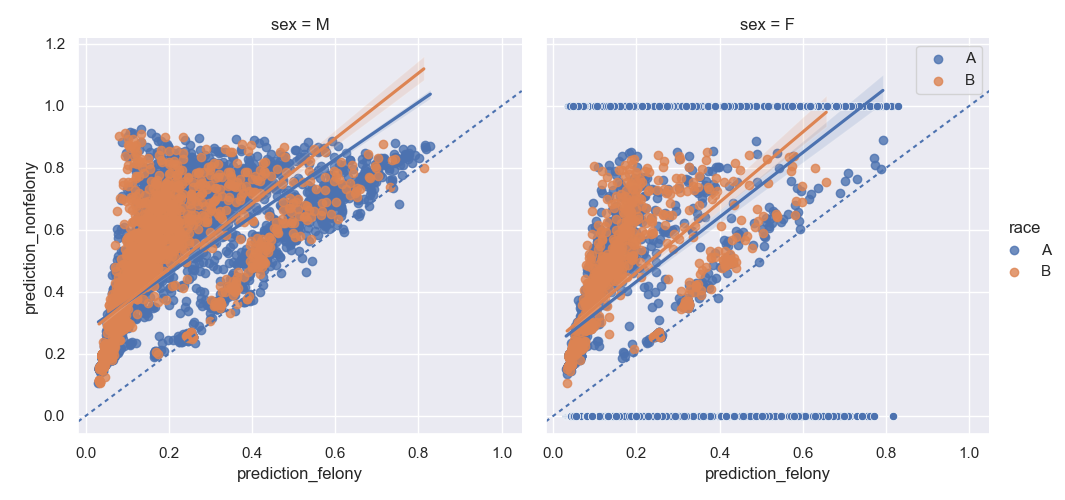 sex = M
sex = F
1.2
1.0
0.8
0.6
0.4
0.2
0.0
prediction_nonfelony
0.0 0.2 0.4 0.6 0.8 1.0
prediction_felony
0.0 0.2 0.4 0.6 0.8 1.0
prediction_felony
A
B
race
A
B